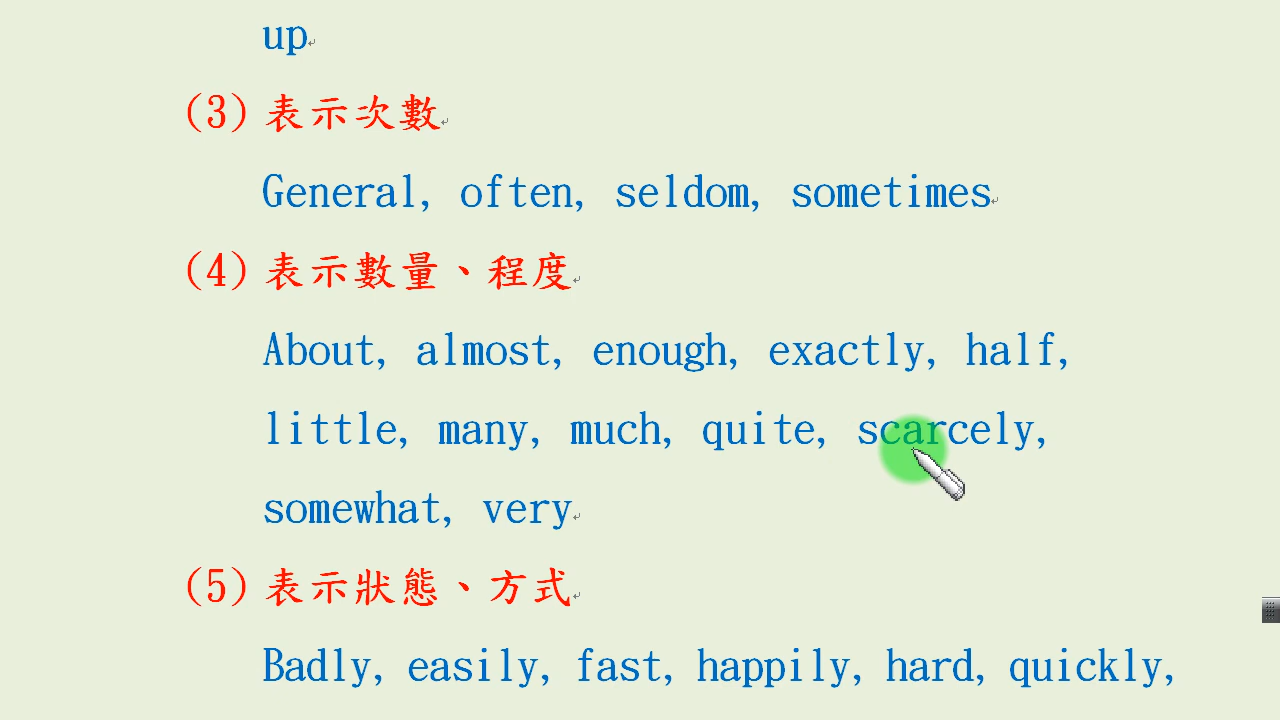 up
(3) 表示次數
General, often, seldom, sometimes
(4) 表示數量、程度
About, almost, enough, exactly, half,
little, many, much, quite, scarcely,
somewhat, very
(5) 表示狀態、方式
Badly, easily, fast, happily, hard, quickly,